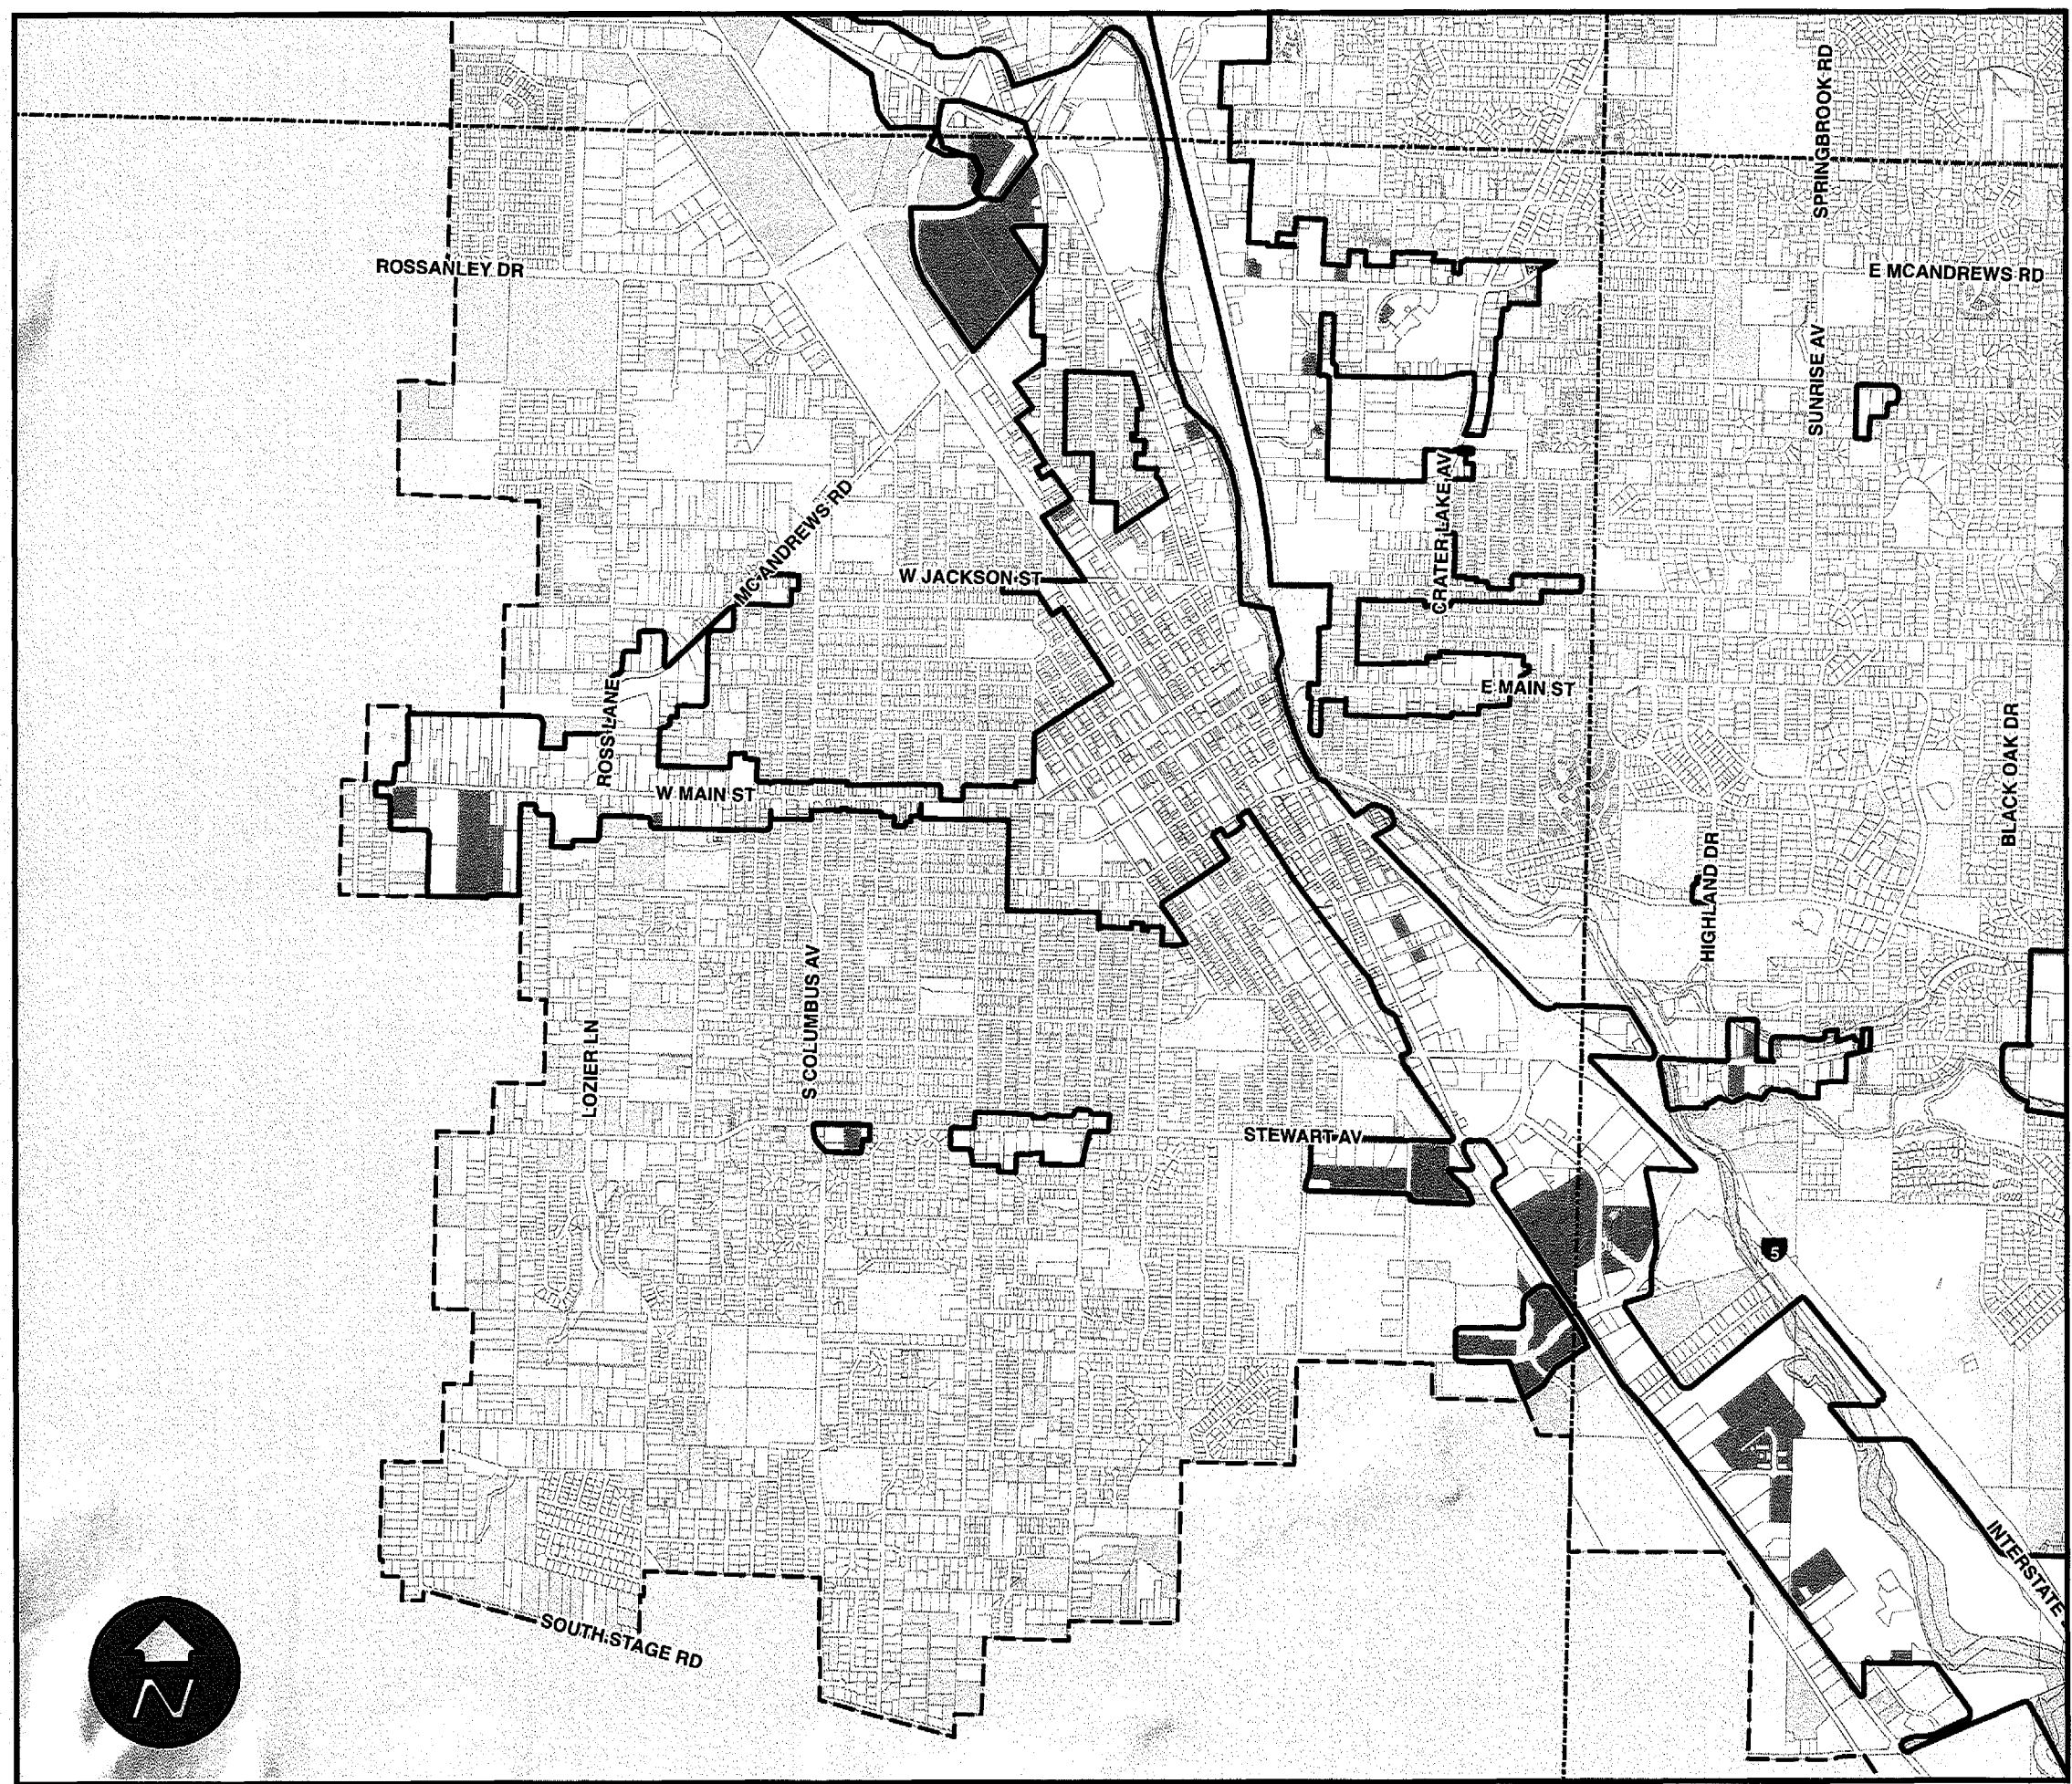 SPRINGBROOK RD
ROSSANLEY DR
E MCANDREWS RD
SUNRISE AV
MC ANDREWS RD
CRATER LAKE AV
W JACKSON ST
E MAIN ST
ROSS LANE
W MAIN ST
BLACK OAK DR
HIGHLAND DR
S COLUMBUS AV
LOZIER LN
STEWART AV
5
INTERSTATE
SOUTH STAGE RD
N